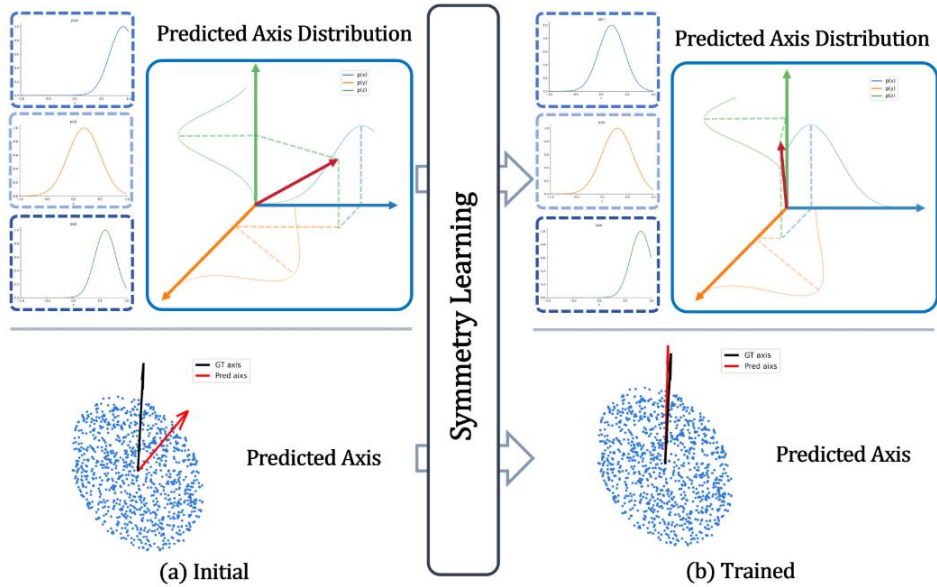 Predicted Axis Distribution
p(x)
p(y)
p(z)
Symmetry Learning
Predicted Axis Distribution
p(x)
p(y)
p(z)
GT axis
Pred aixs
Predicted Axis
(a) Initial
GT axis
Pred aixs
Predicted Axis
(b) Trained